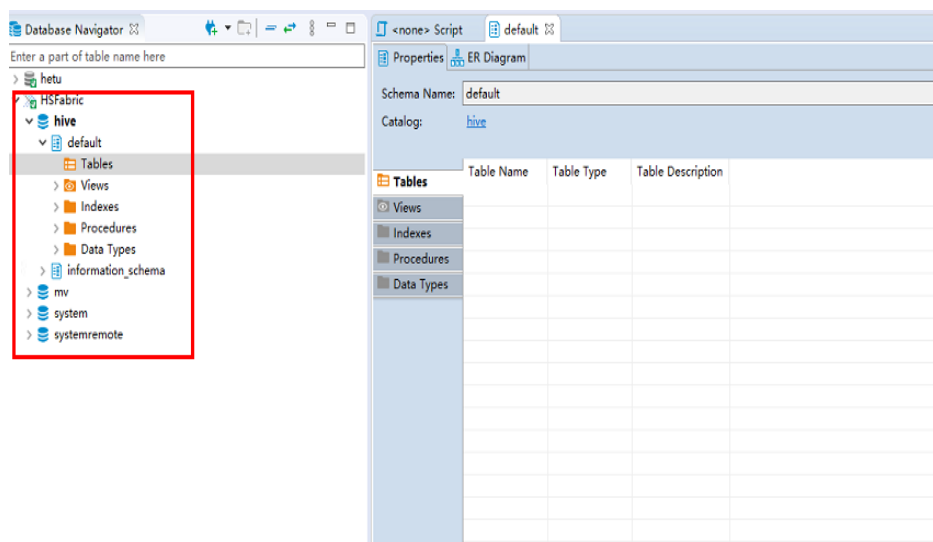 Database Navigator
Enter a part of table name here
hetu
HSFabric
hive
default
Tables
Views
Indexes
Procedures
Data Types
information_schema
mv
system
systemremote
<none> Script
default
Properties
ER Diagram
Schema Name:
default
Catalog:
hive
Tables
Views
Indexes
Procedures
Data Types
Table Name
Table Type
Table Description